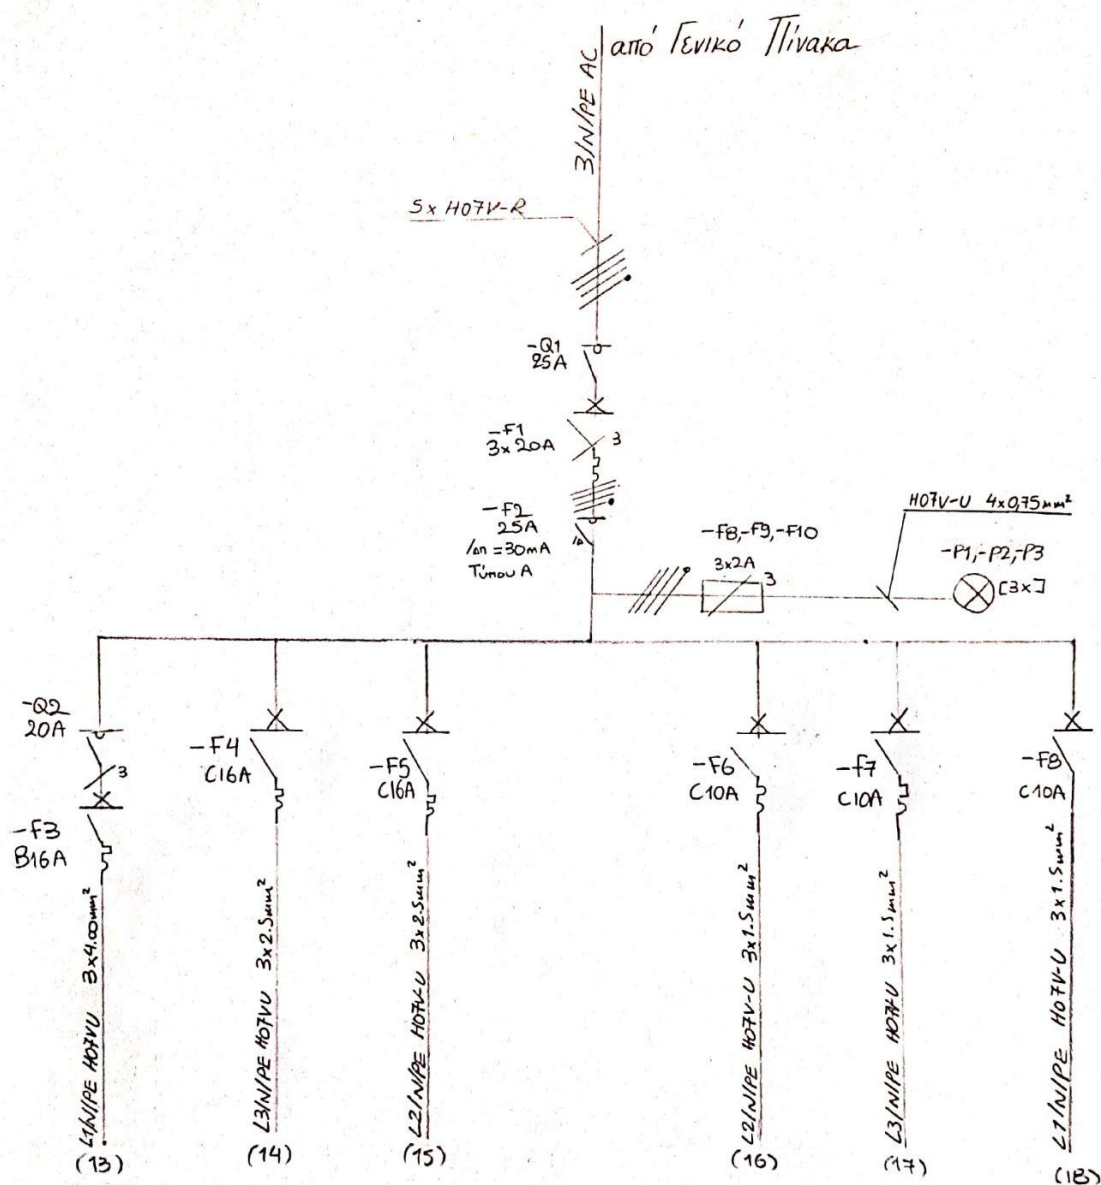 από Γενικό Πίνακα
3/N/PE AC
5x H07V-R
-Q1
25A
-F1
3x20A
3
-F2
25A
IΔn = 30mA
Τύπου Α
IΔ
H07V-U 4x0,75mm²
-F8,-F9,-F10
3x2A
3
-P1,-P2,-P3
[3x]
-Q2
20A
3
-F3
B16A
-F4
C16A
-F5
C16A
-F6
C10A
-F7
C10A
-F8
C10A
L1/N/PE H07VU 3x4.00mm²
L3/N/PE H07VU 3x2.5mm²
L2/N/PE H07V-U 3x2.5mm²
L2/N/PE H07V-U 3x1.5mm²
L3/N/PE H07V-U 3x1.5mm²
L1/N/PE H07V-U 3x1.5mm²
(13)
(14)
(15)
(16)
(17)
(18)